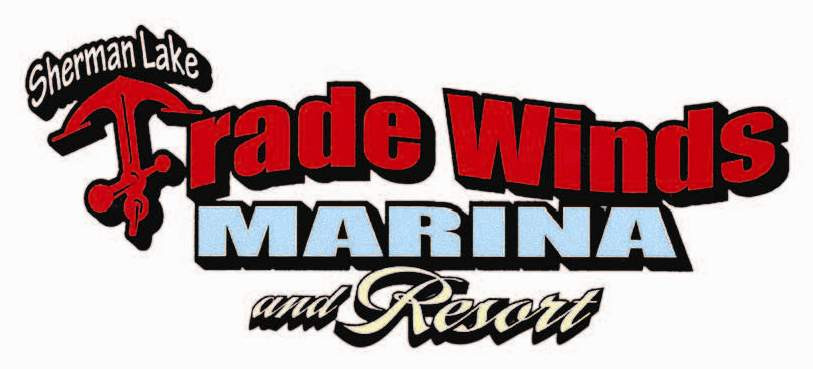 Sherman Lake
Trade Winds
MARINA
and Resort